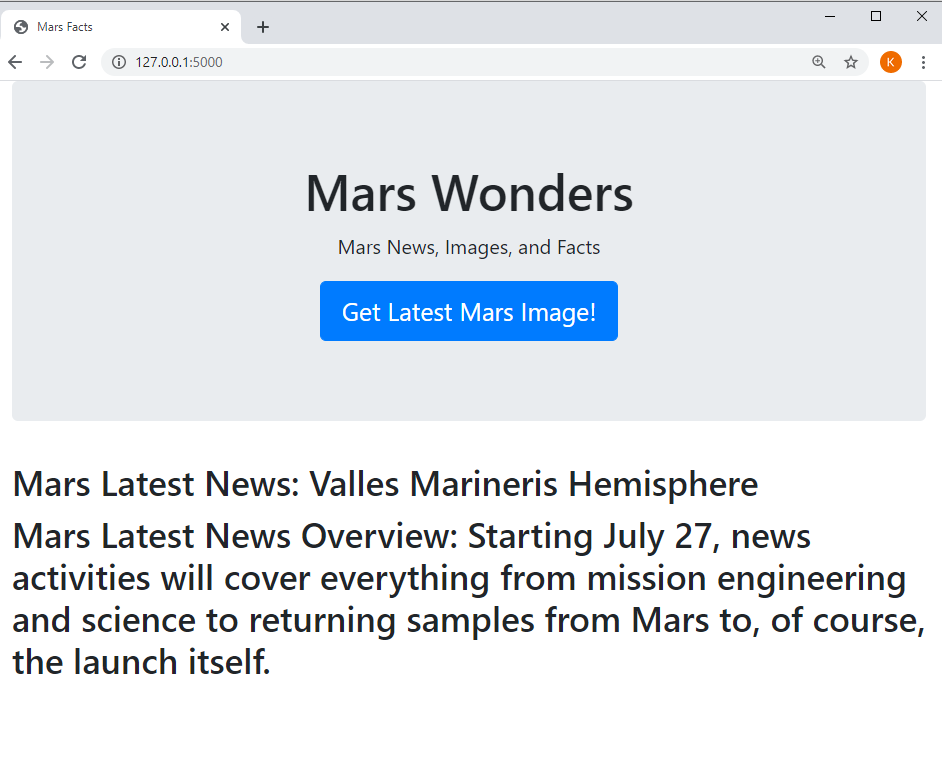 Mars Facts
127.0.0.1:5000
K
Mars Wonders
Mars News, Images, and Facts
Get Latest Mars Image!
Mars Latest News: Valles Marineris Hemisphere
Mars Latest News Overview: Starting July 27, news
activities will cover everything from mission engineering
and science to returning samples from Mars to, of course,
the launch itself.